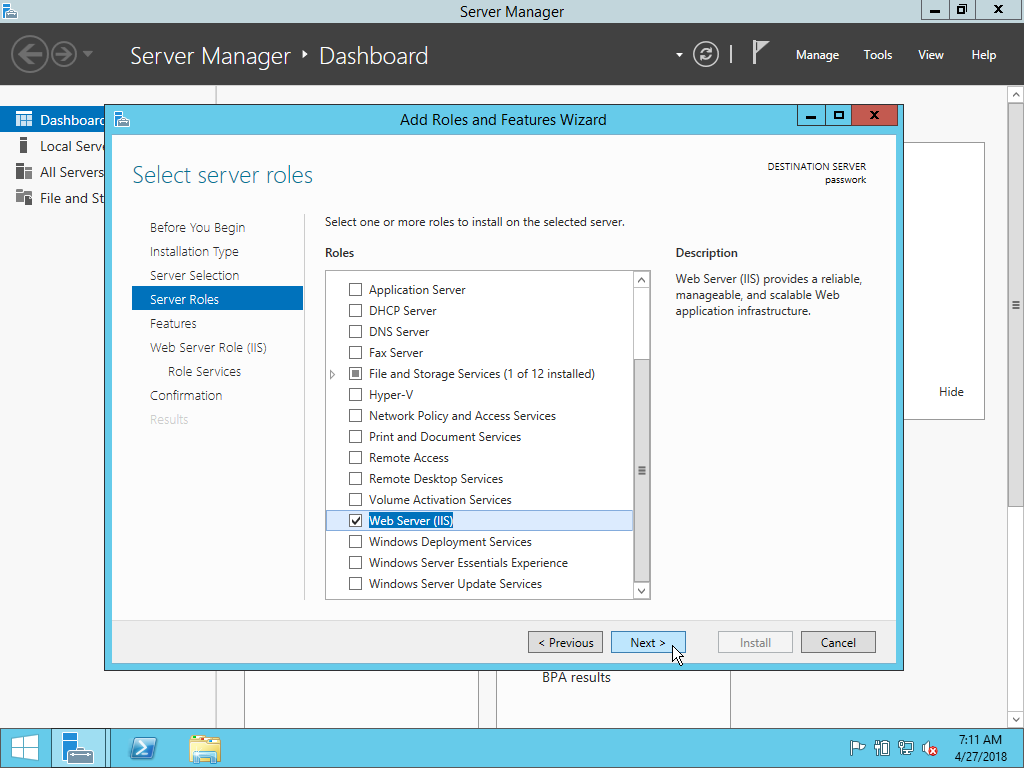 Server Manager
Server Manager ‣ Dashboard
Manage Tools View Help
Dashboard
Local Serve
All Servers
File and St
Add Roles and Features Wizard
Select server roles
DESTINATION SERVER
passwork
Before You Begin
Installation Type
Server Selection
Server Roles
Features
Web Server Role (IIS)
Role Services
Confirmation
Results
Select one or more roles to install on the selected server.
Roles
Application Server
DHCP Server
DNS Server
Fax Server
File and Storage Services (1 of 12 installed)
Hyper-V
Network Policy and Access Services
Print and Document Services
Remote Access
Remote Desktop Services
Volume Activation Services
Web Server (IIS)
Windows Deployment Services
Windows Server Essentials Experience
Windows Server Update Services
Description
Web Server (IIS) provides a reliable,
manageable, and scalable Web
application infrastructure.
Hide
< Previous Next > Install Cancel
BPA results
7:11 AM
4/27/2018